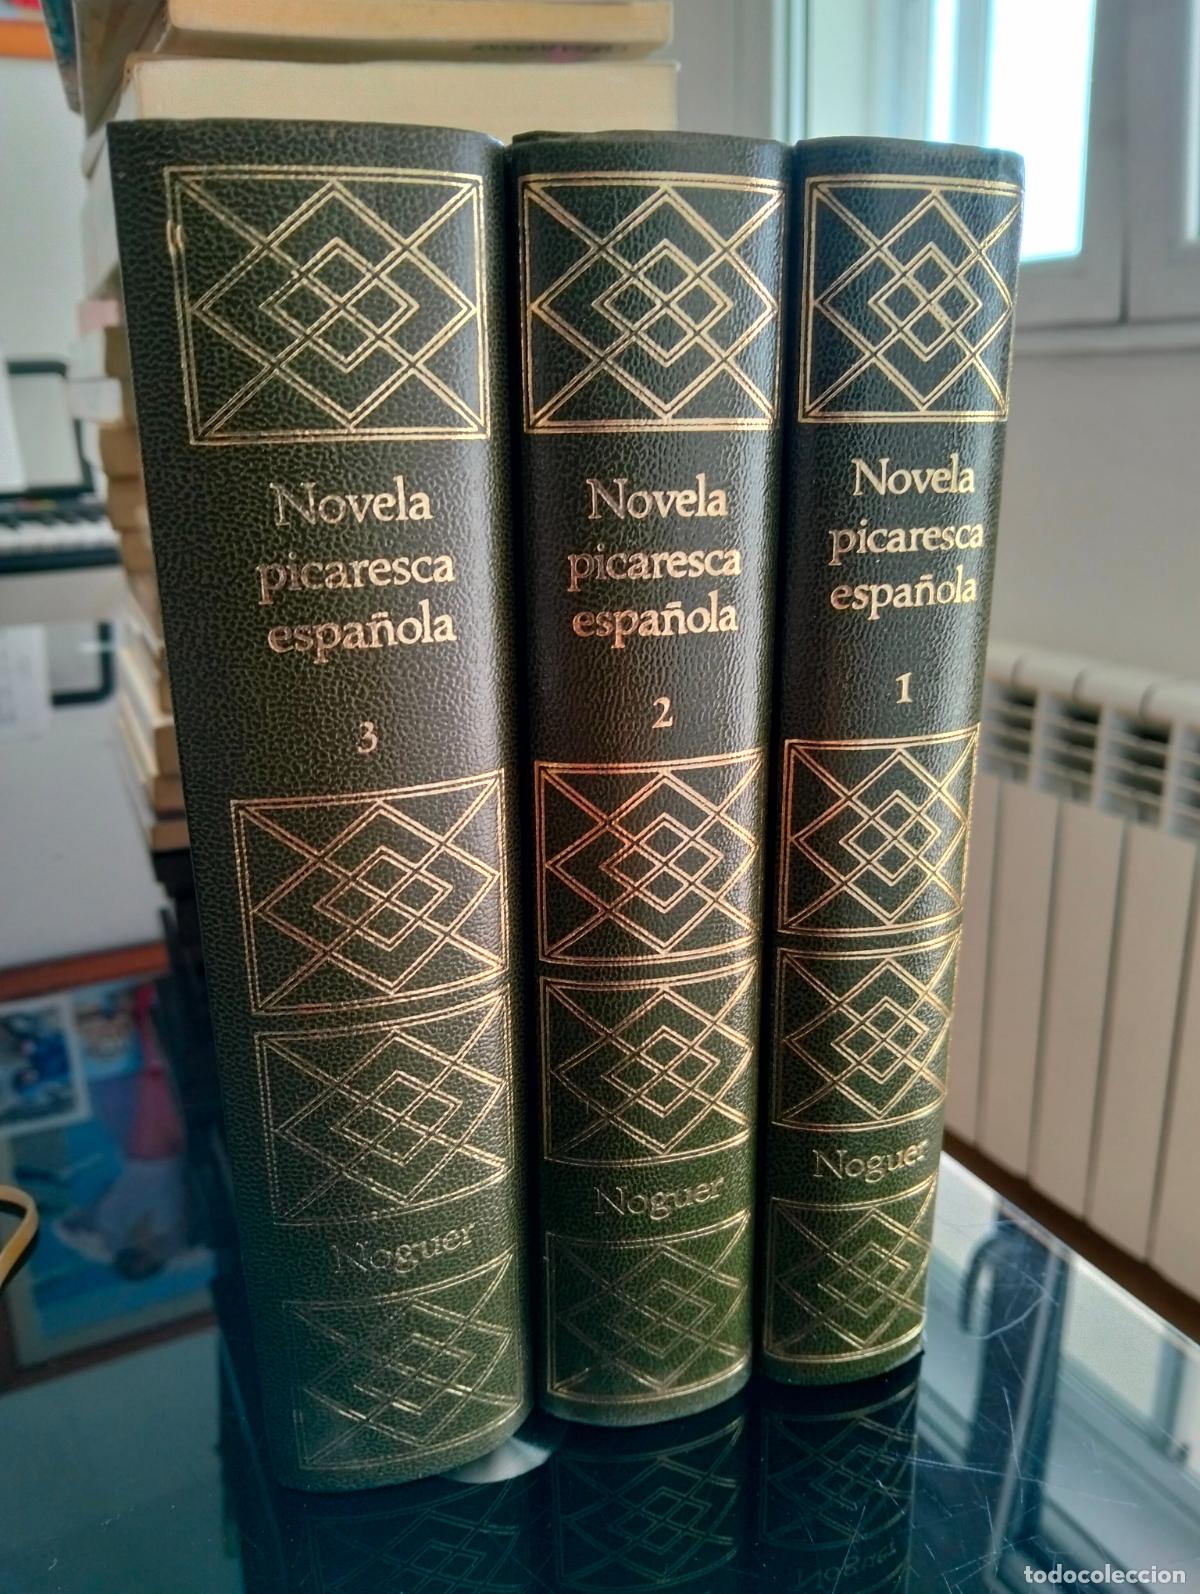 Novela
picaresca
española
3
Noguer
Novela
picaresca
española
2
Noguer
Novela
picaresca
española
1
Noguer
todocoleccion